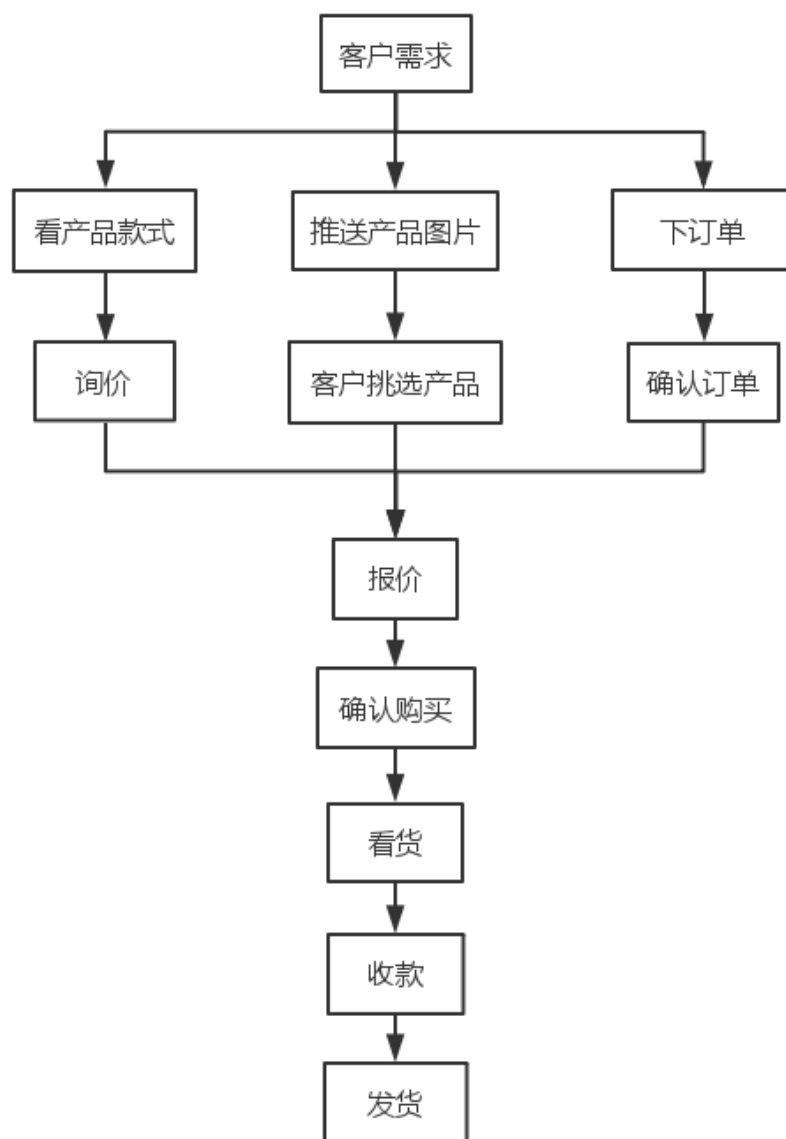 客户需求
看产品款式
推送产品图片
下订单
询价
客户挑选产品
确认订单
报价
确认购买
看货
收款
发货